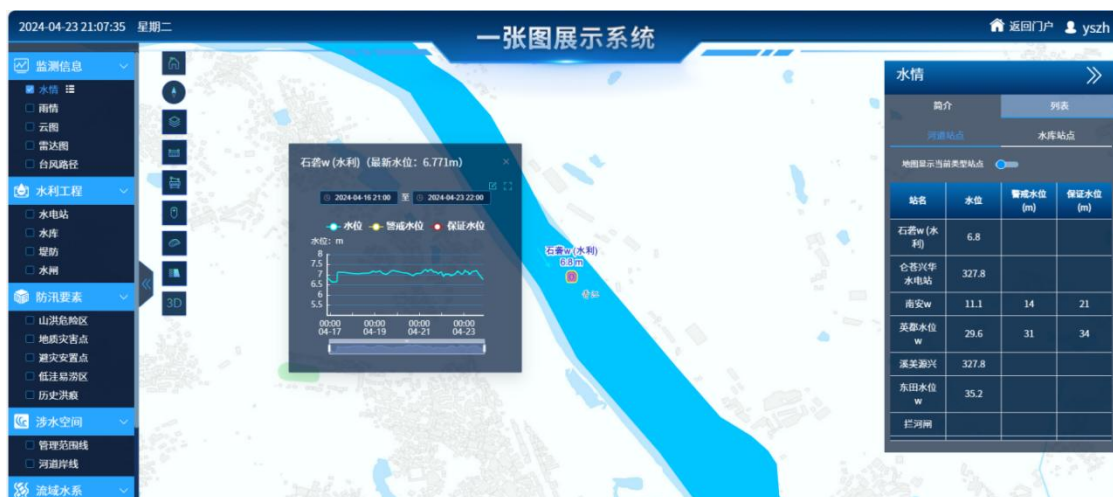 2024-04-23 21:07:35 星期二
一张图展示系统
返回门户 yszh
监测信息
水情
雨情
云图
雷达图
台风路径
水利工程
水电站
水库
堤防
水闸
防汛要素
山洪危险区
地质灾害点
避灾安置点
低洼易涝区
历史洪痕
涉水空间
管理范围线
河道岸线
流域水系
3D
石砻w (水利) (最新水位: 6.771m)
2024-04-16 21:00 至 2024-04-23 22:00
水位 警戒水位 保证水位
水位: m
8
7.5
7
6.5
6
5.5
00:00 00:00 00:00 00:00
04-17 04-19 04-21 04-23
石砻w (水利)
6.8 m
水情
简介 列表
河道站点 水库站点
地图显示当前类型站点
站名 水位 警戒水位 (m) 保证水位 (m)
石砻w (水利) 6.8
仑苍兴华水电站 327.8
南安w 11.1 14 21
英都水位w 29.6 31 34
溪美源兴 327.8
东田水位w 35.2
拦河闸